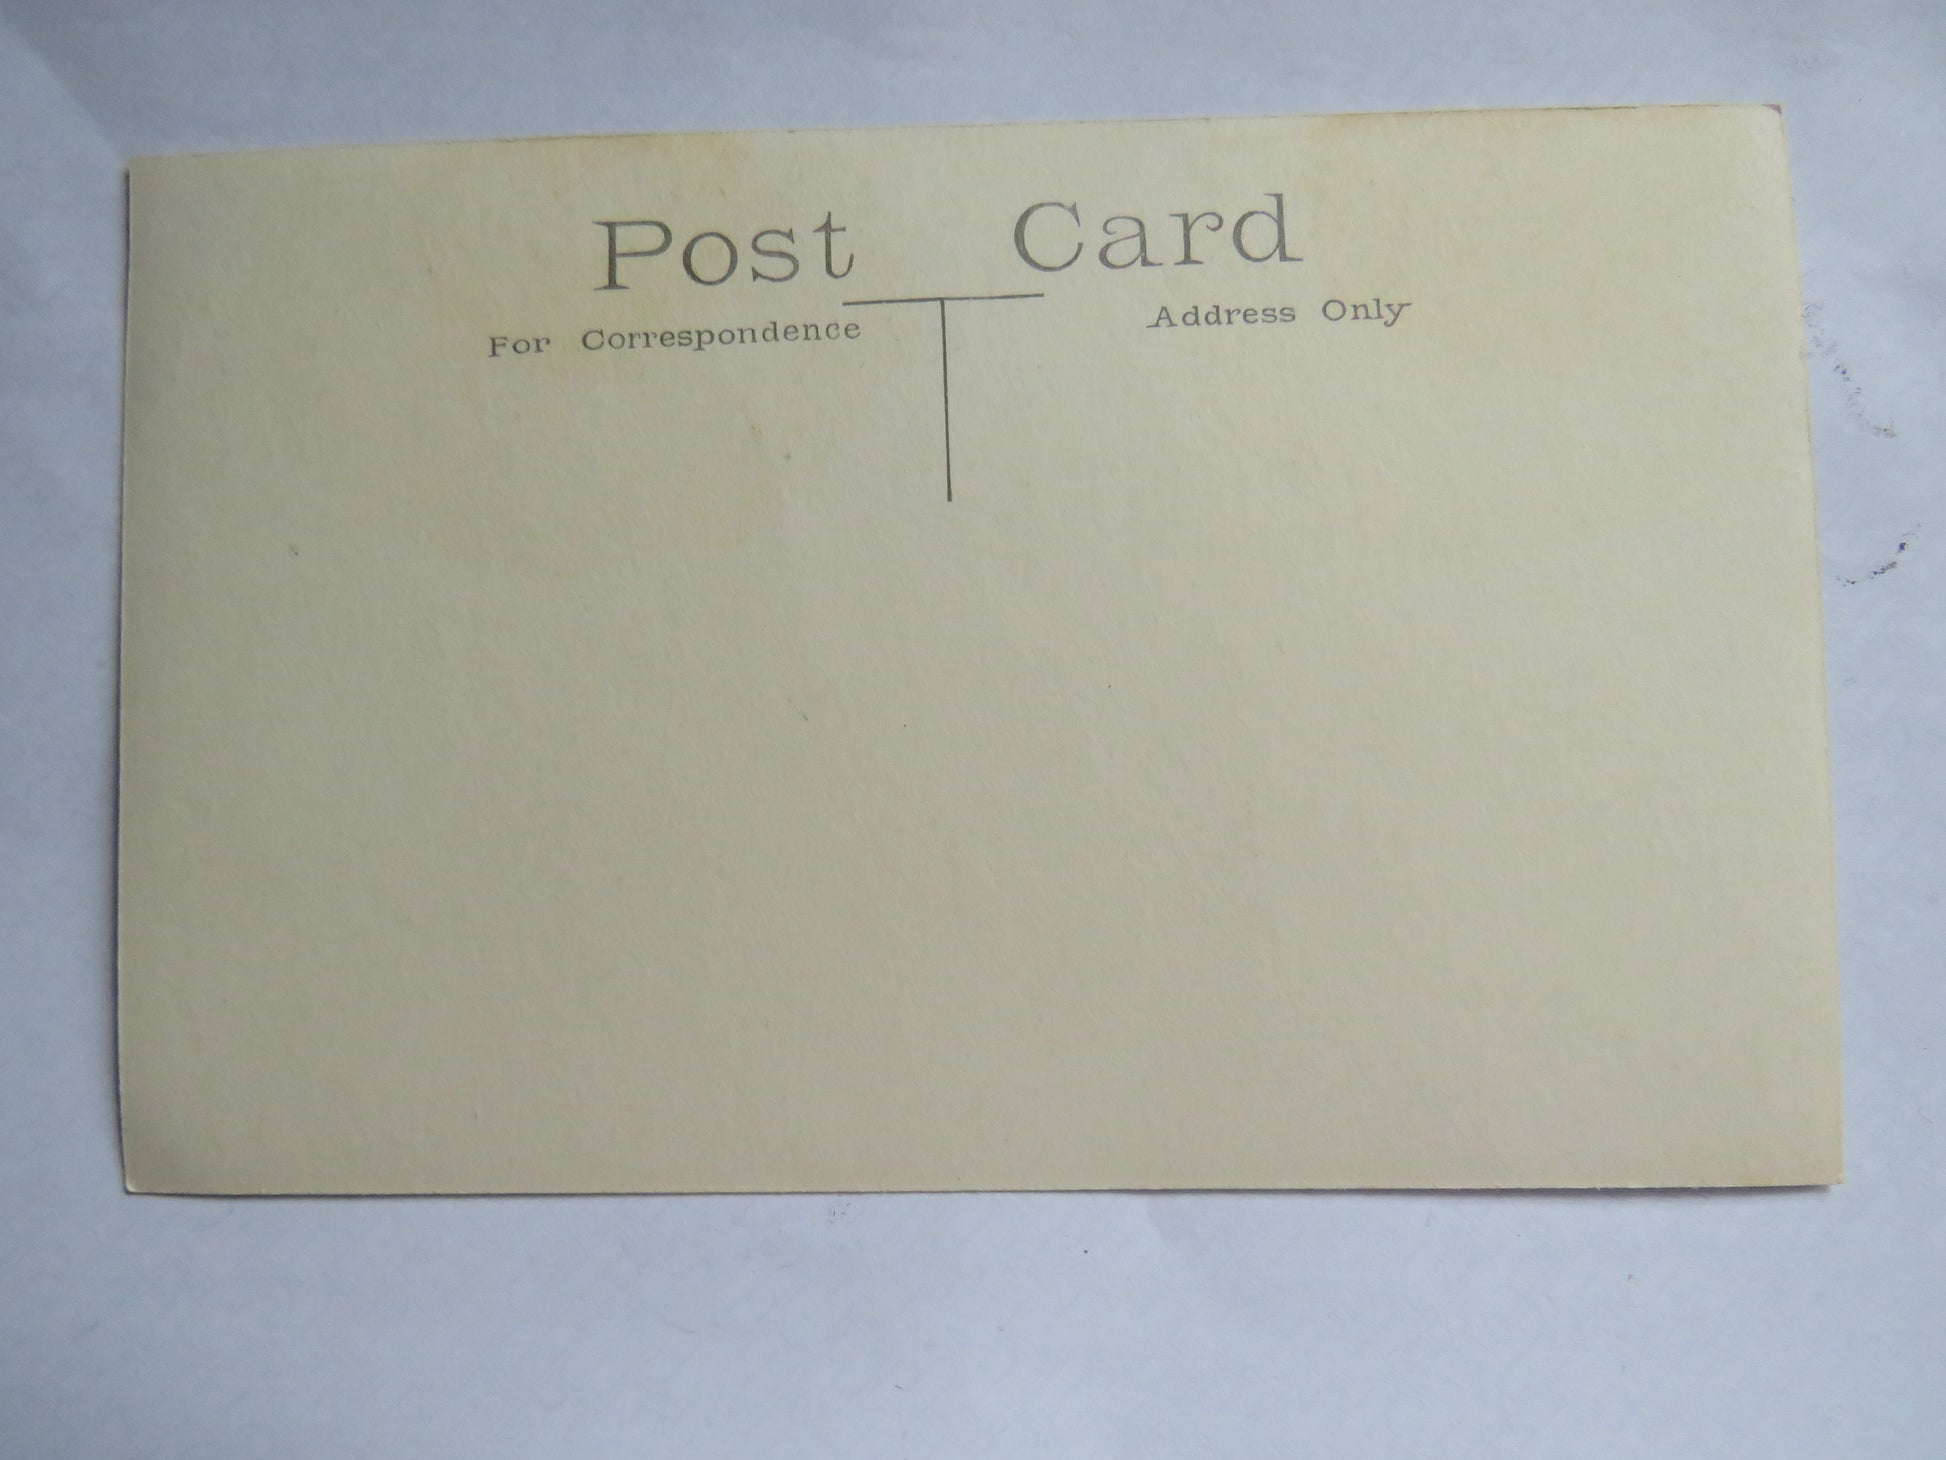 Post Card
For Correspondence
Address Only